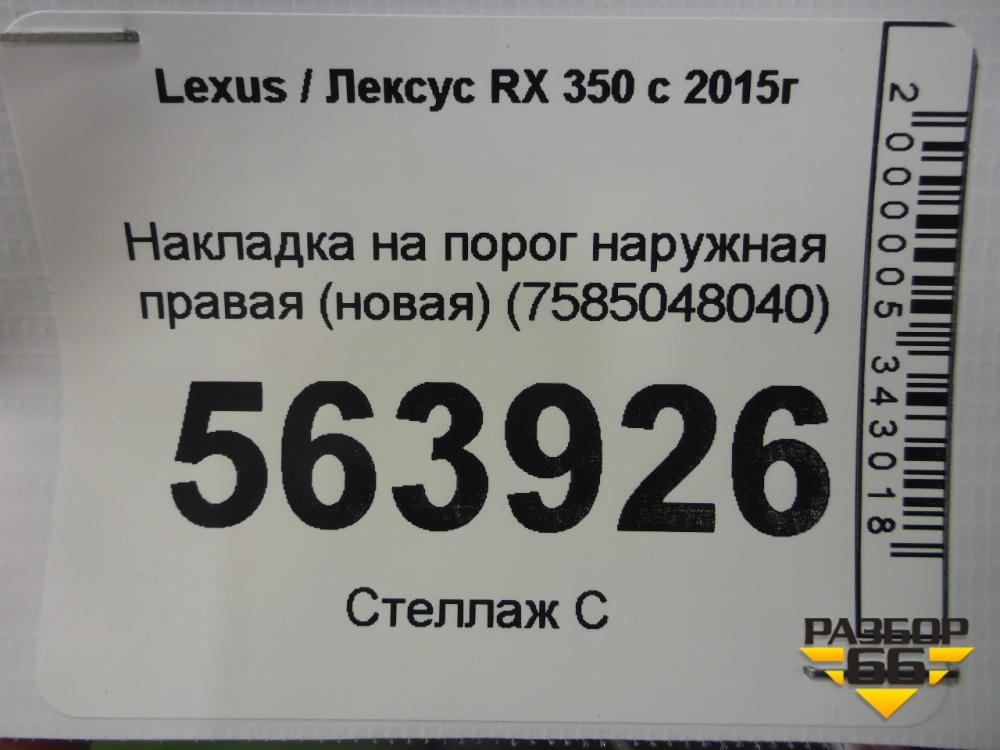 Lexus / Лексус RX 350 с 2015г
Накладка на порог наружная
правая (новая) (7585048040)
563926
Стеллаж С
2000005343018
РАЗБОР
66